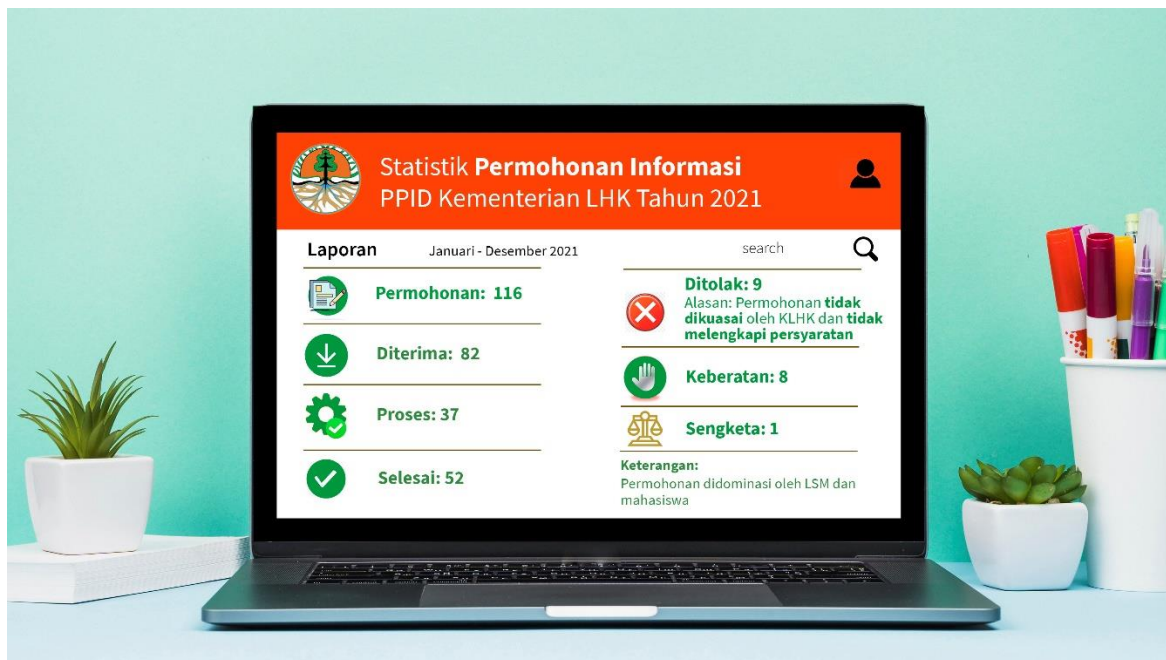 Statistik Permohonan Informasi
PPID Kementerian LHK Tahun 2021
Laporan
Januari - Desember 2021
search
Permohonan: 116
Diterima: 82
Proses: 37
Selesai: 52
Ditolak: 9
Alasan: Permohonan tidak
dikuasai oleh KLHK dan tidak
melengkapi persyaratan
Keberatan: 8
Sengketa: 1
Keterangan:
Permohonan didominasi oleh LSM dan
mahasiswa